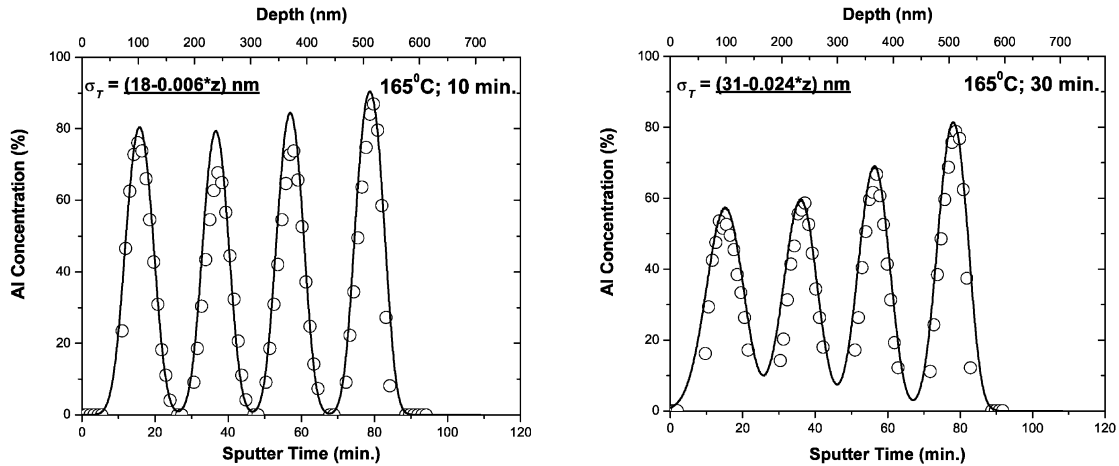 Depth (nm)
0 100 200 300 400 500 600 700
σT = (18-0.006*z) nm
165⁰C; 10 min.
Al Concentration (%)
100
80
60
40
20
0
0 20 40 60 80 100 120
Sputter Time (min.)
Depth (nm)
0 100 200 300 400 500 600 700
σT = (31-0.024*z) nm
165⁰C; 30 min.
Al Concentration (%)
100
80
60
40
20
0
0 20 40 60 80 100 120
Sputter Time (min.)